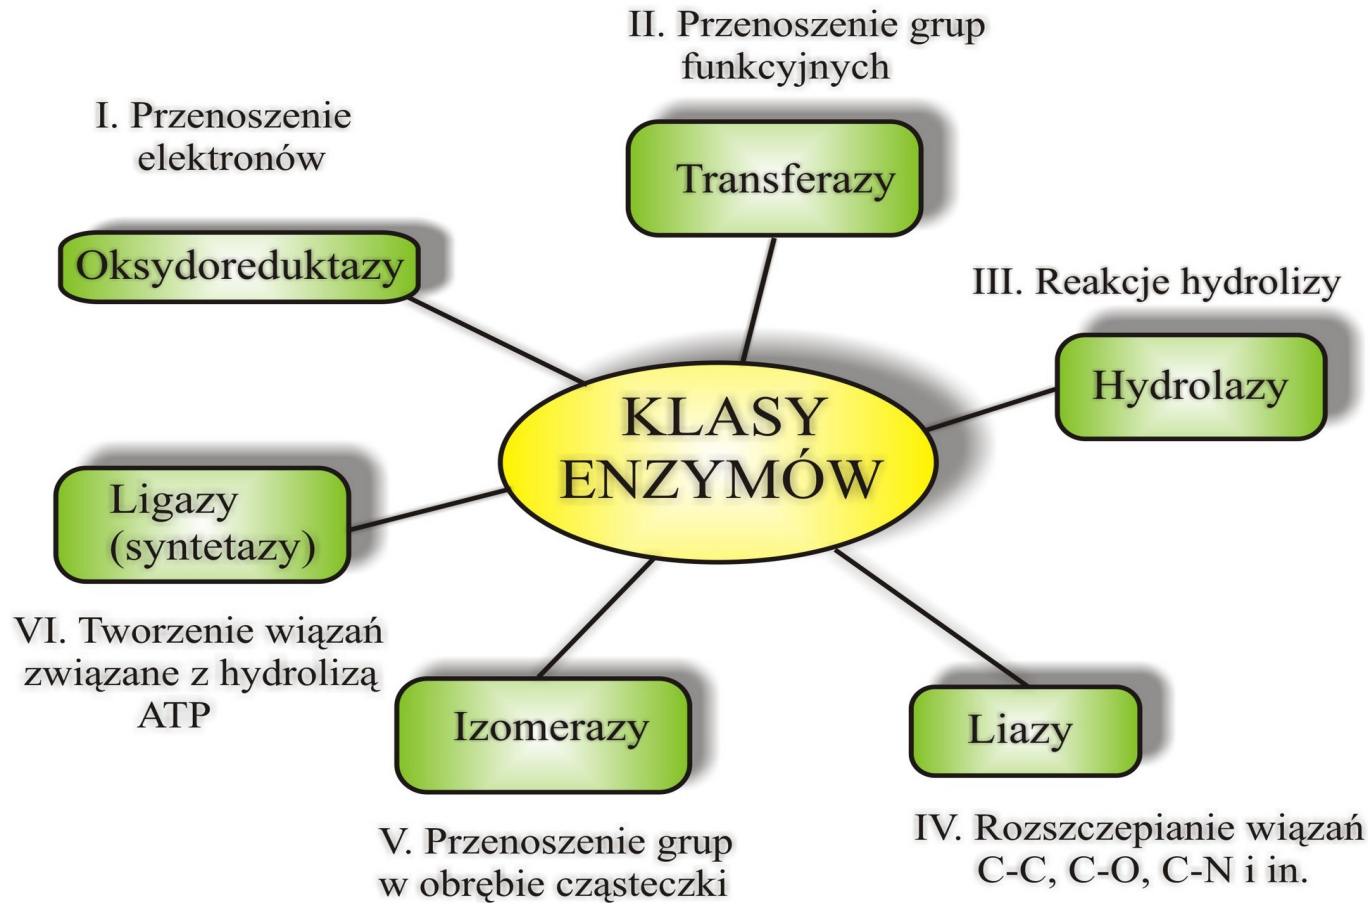 II. Przenoszenie grup
funkcyjnych
I. Przenoszenie
elektronów
Transferazy
Oksydoreduktazy
III. Reakcje hydrolizy
Hydrolazy
KLASY
ENZYMÓW
Ligazy
(syntetazy)
VI. Tworzenie wiązań
związane z hydrolizą
ATP
Izomerazy
Liazy
V. Przenoszenie grup
w obrębie cząsteczki
IV. Rozszczepianie wiązań
C-C, C-O, C-N i in.